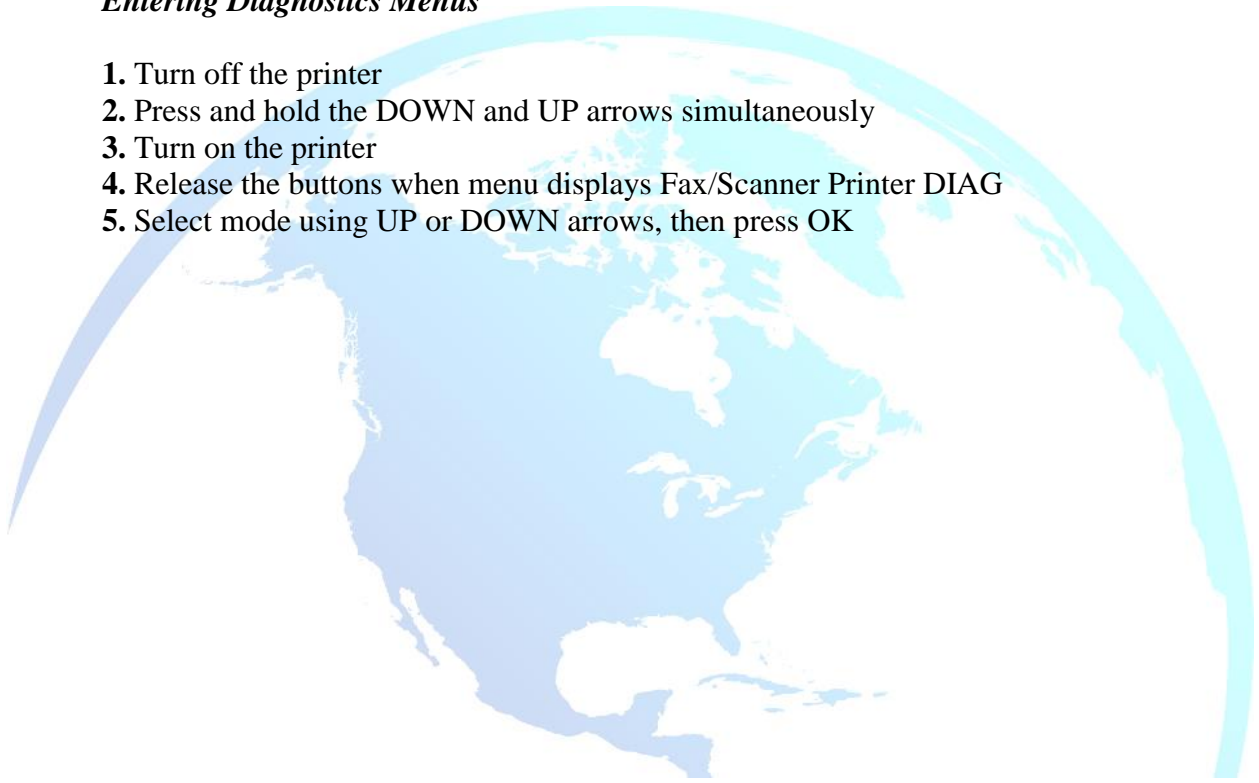 Entering Diagnostics Menus
1. Turn off the printer
2. Press and hold the DOWN and UP arrows simultaneously
3. Turn on the printer
4. Release the buttons when menu displays Fax/Scanner Printer DIAG
5. Select mode using UP or DOWN arrows, then press OK